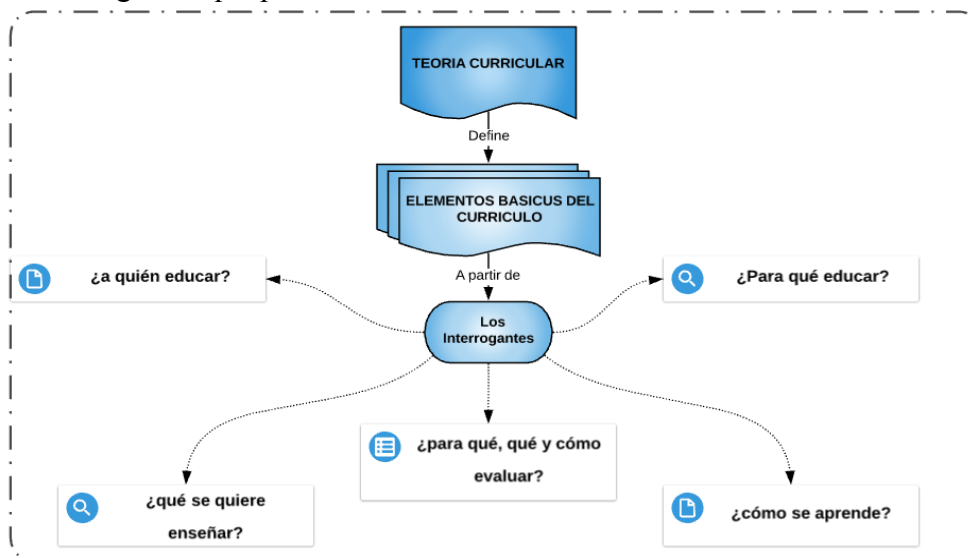 TEORIA CURRICULAR
Define
ELEMENTOS BASICUS DEL
CURRICULO
A partir de
¿a quién educar?
¿Para qué educar?
Los
Interrogantes
¿para qué, qué y cómo
evaluar?
¿qué se quiere
enseñar?
¿cómo se aprende?